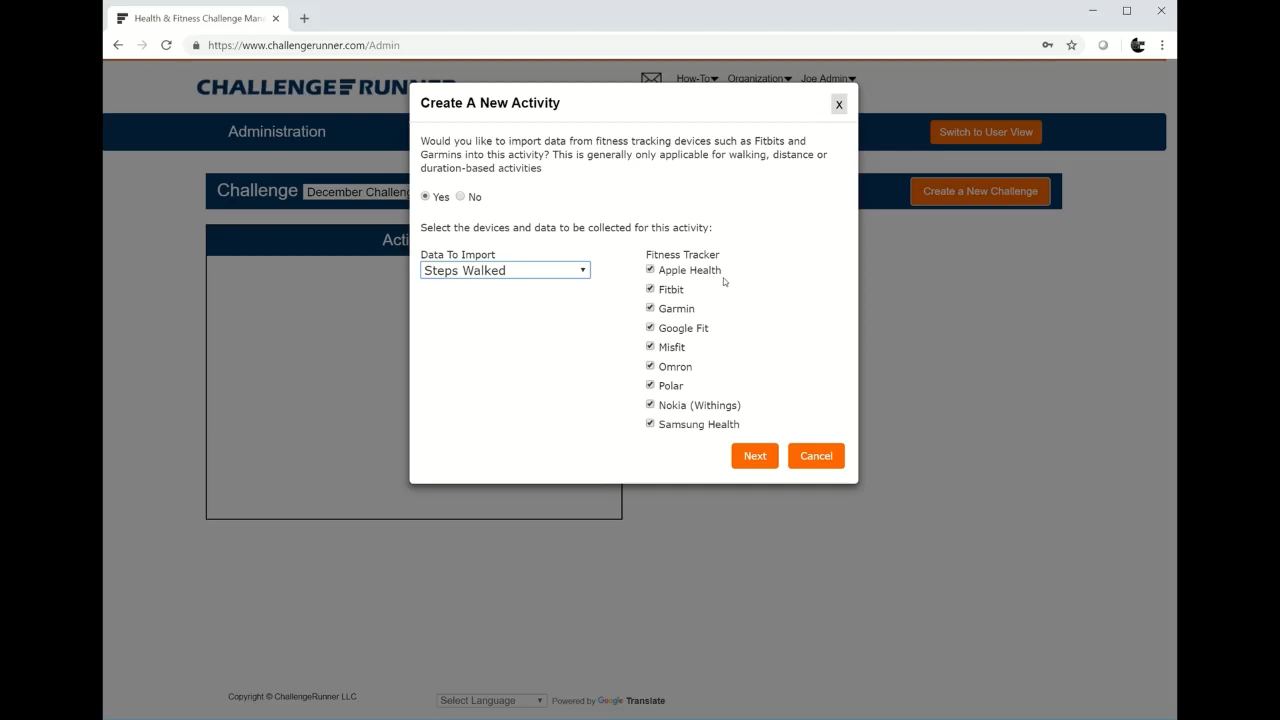 Health & Fitness Challenge Man
https://www.challengerunner.com/Admin
CHALLENGE RUN
How-To Organization Joe Admin
Administration
Switch to User View
Challenge December Challeng
Create a New Challenge
Acti
Create A New Activity
X
Would you like to import data from fitness tracking devices such as Fitbits and
Garmins into this activity? This is generally only applicable for walking, distance or
duration-based activities
Yes No
Select the devices and data to be collected for this activity:
Data To Import
Steps Walked
Fitness Tracker
Apple Health
Fitbit
Garmin
Google Fit
Misfit
Omron
Polar
Nokia (Withings)
Samsung Health
Next Cancel
Copyright © ChallengeRunner LLC
Select Language
Powered by Google Translate